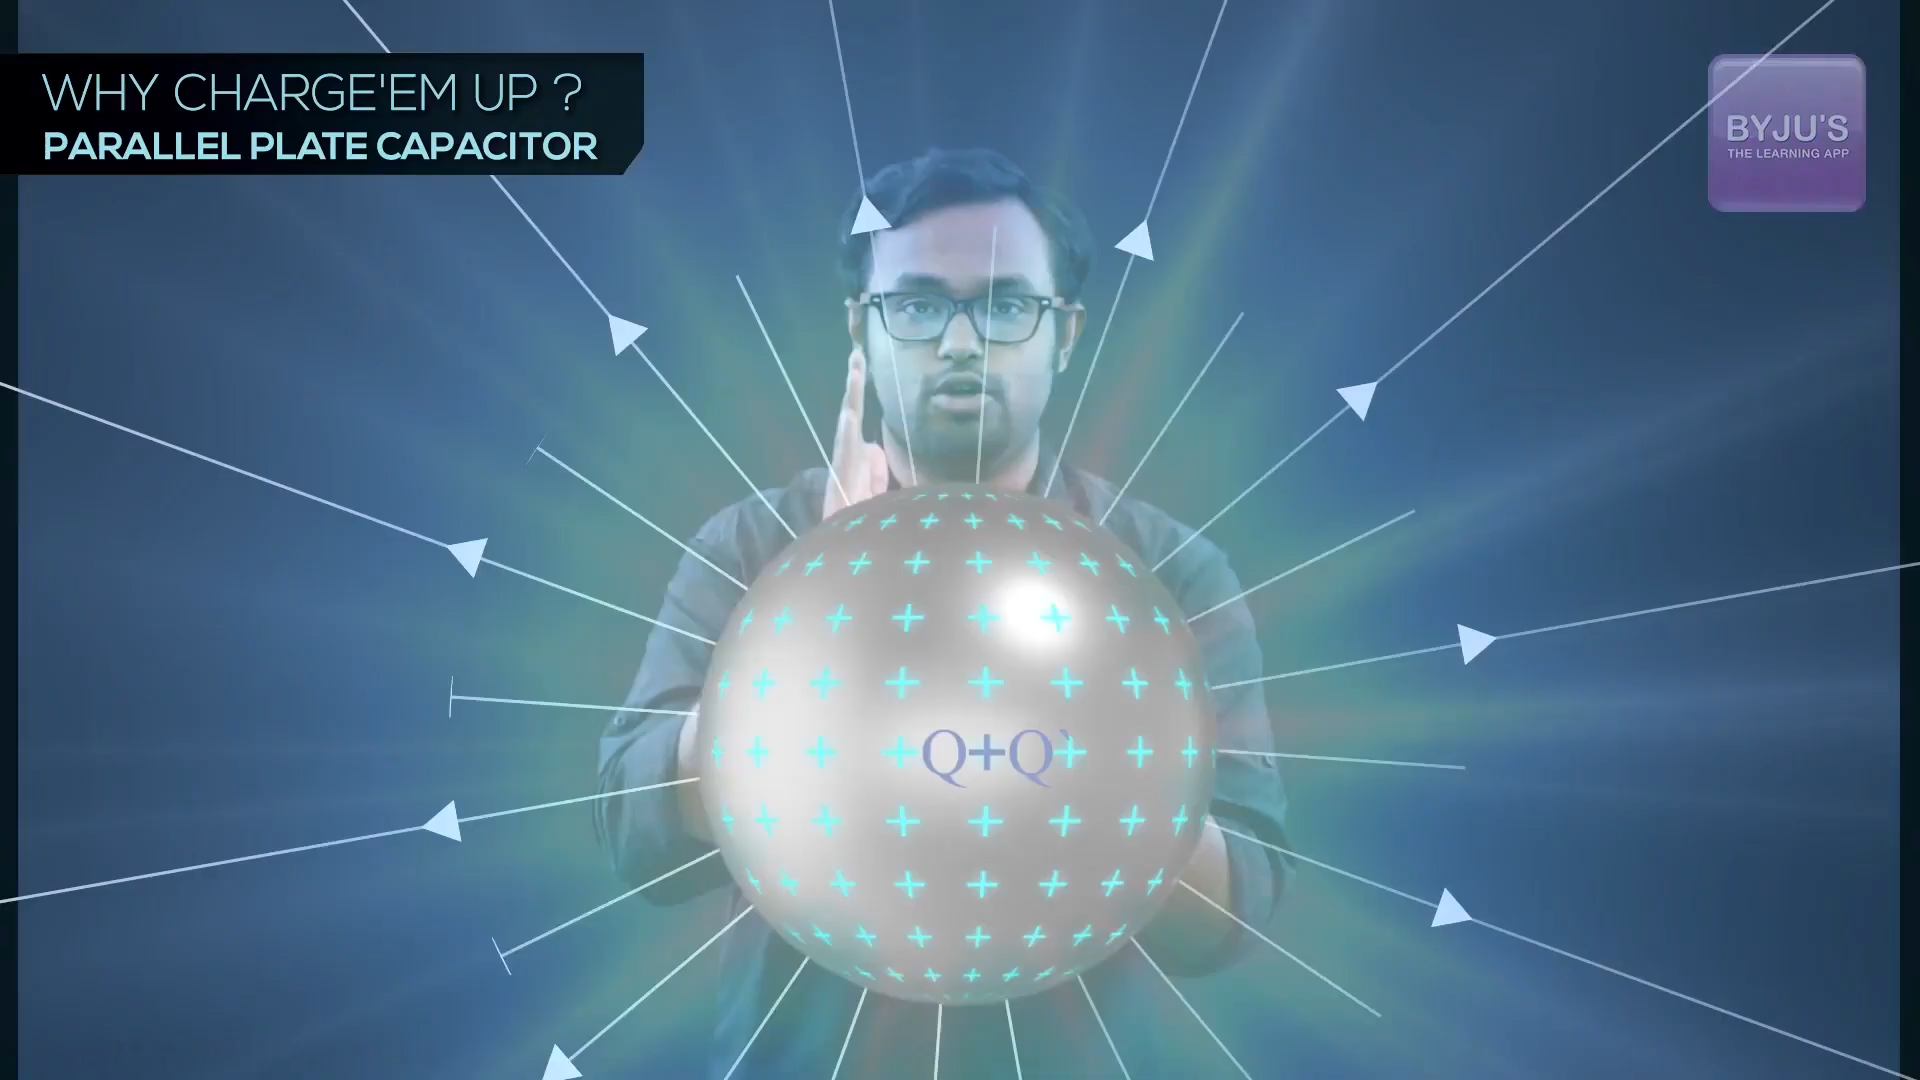 WHY CHARGE'EM UP ?
PARALLEL PLATE CAPACITOR
BYJU'S
THE LEARNING APP
Q+Q`